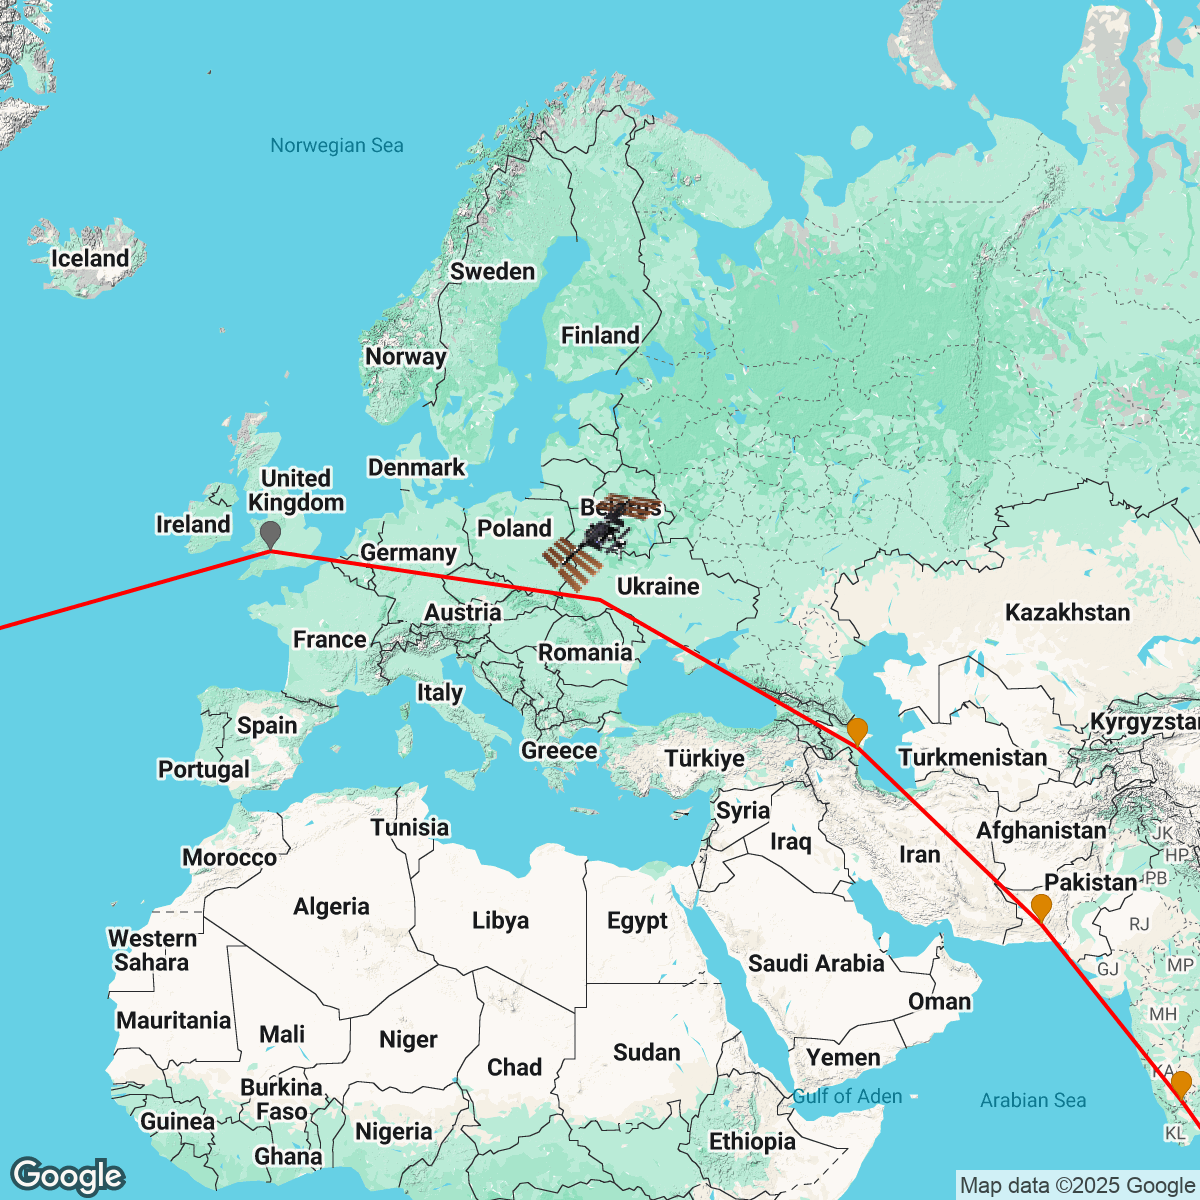 Norwegian Sea
Iceland
Sweden
Finland
Norway
Denmark
United
Kingdom
Ireland
Poland
Germany
Ukraine
Kazakhstan
Austria
France
Romania
Italy
Spain
Kyrgyzstan
Greece
Portugal
Türkiye
Turkmenistan
Syria
Tunisia
Afghanistan
JK
Iraq
Iran
HP
Morocco
PB
Pakistan
Algeria
Libya
Egypt
RJ
Western
Sahara
Saudi Arabia
GJ
MP
Oman
MH
Mauritania
Mali
Niger
Sudan
Yemen
Chad
KA
Burkina
Faso
Gulf of Aden
Arabian Sea
Guinea
Nigeria
KL
Ethiopia
Ghana
Google
Map data ©2025 Google